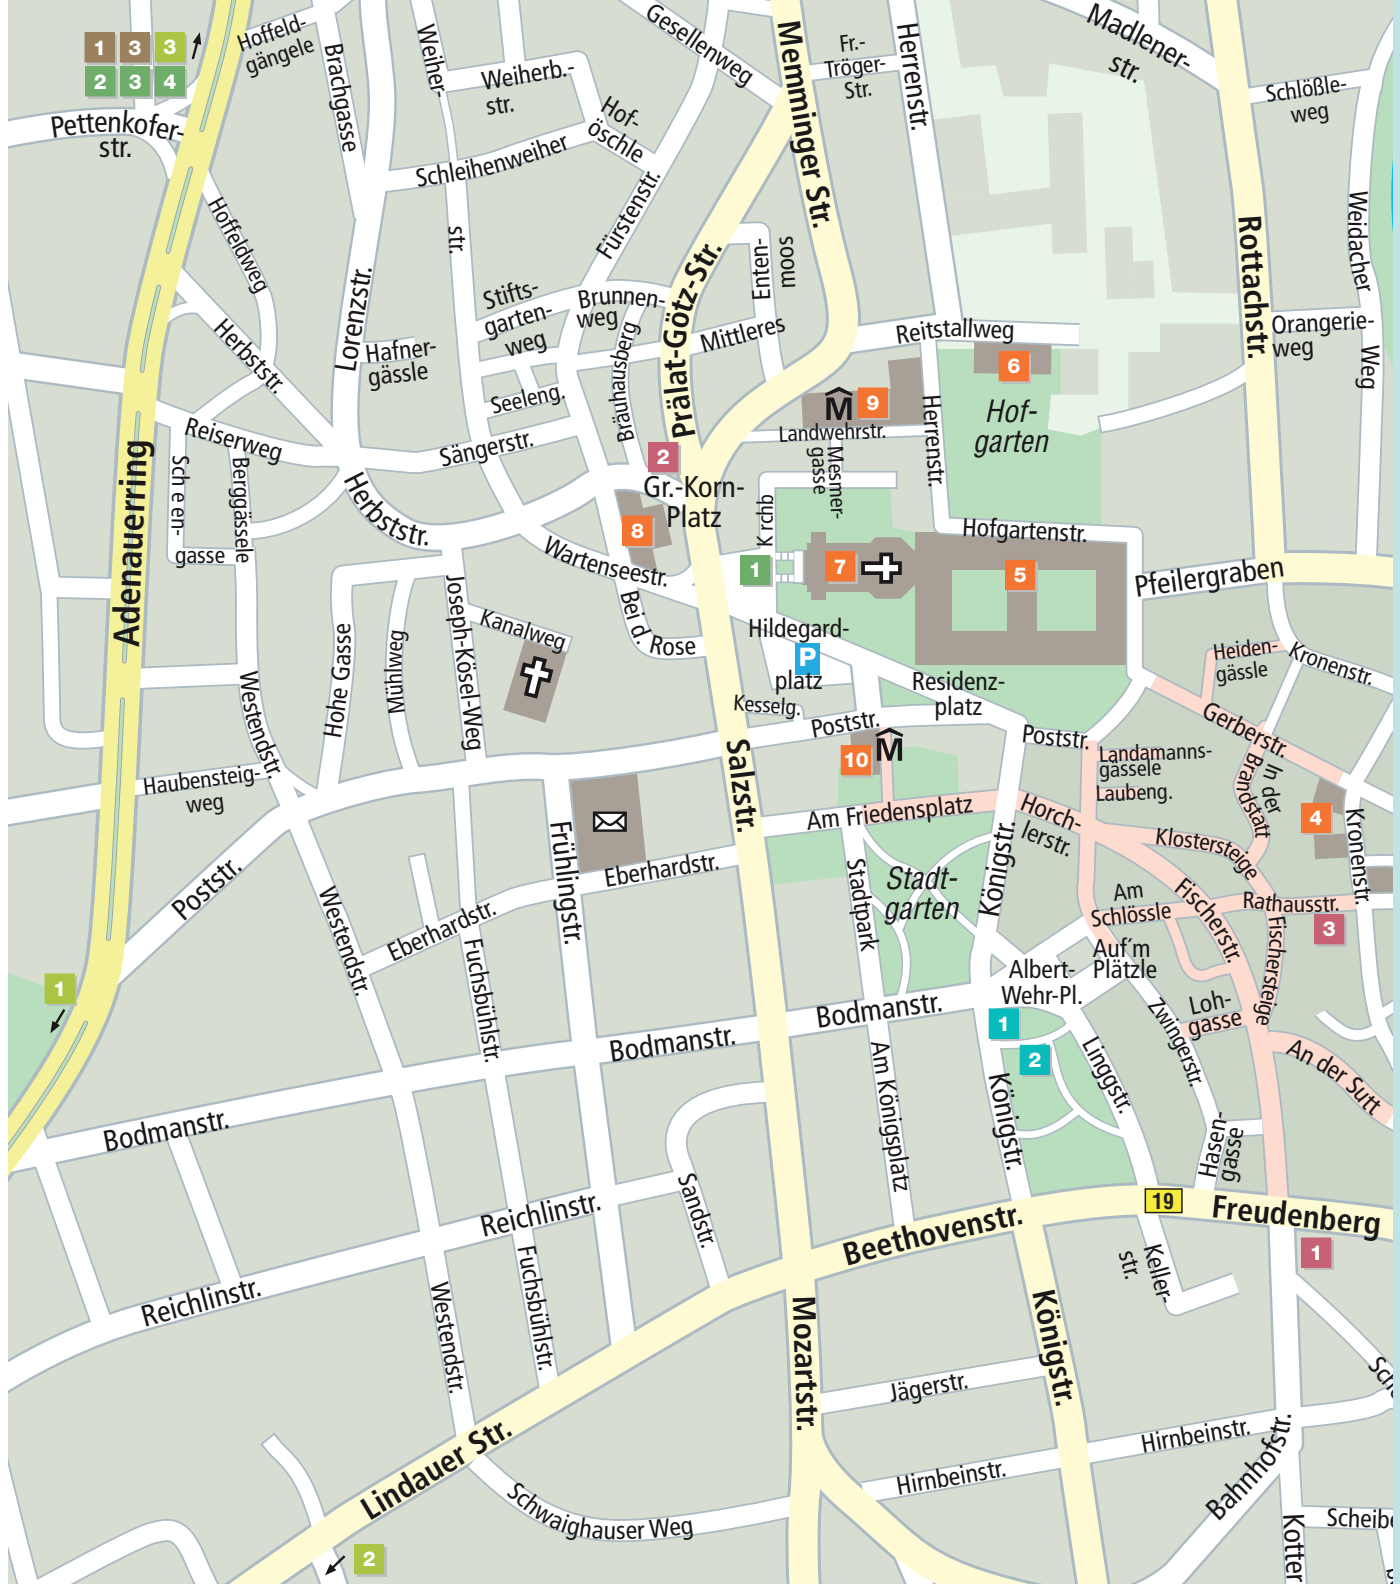 1 3 3
2 3 4
Pettenkofer-
str.
Hoffeld-
gängele
Brachgasse
Weiher-
str.
Weiherb.-
str.
Hof-
öschle
Schleihenweiher
Gesellenweg
Memminger Str.
Fr.-
Tröger-
Str.
Herrenstr.
Madlener-
str.
Schlößle-
weg
Weidacher
Weg
Rottachstr.
Orangerie-
weg
Hoffeldweg
Fürstenstr.
Prälat-Götz-Str.
Enten-
moos
Lorenzstr.
Herbststr.
Hafner-
gässle
Stifts-
garten-
weg
Brunnen-
weg
Bräuhausberg
Mittleres
Reitstallweg
6
Seeleng.
Sängerstr.
M
9
Landwehrstr.
Mesmer-
gasse
Herrenstr.
Hof-
garten
Adenauerring
Reiserweg
Berggässele
gasse
Herbststr.
2
Gr.-Korn-
Platz
8
Wartenseestr.
Hofgartenstr.
1
7
5
Pfeilergraben
Bei d. Rose
Hildegard-
platz
P
Kesselg.
Residenz-
platz
Heiden-
gässle
Kronenstr.
Gerberstr.
Kanalweg
Joseph-Kösel-Weg
Mühlweg
Hohe Gasse
Westendstr.
Haubensteig-
weg
Poststr.
Poststr.
Poststr.
10
M
Landamanns-
gässele
Laubeng.
In der
Brandstatt
4
Kronenstr.
Salzstr.
Am Friedensplatz
Horch-
lerstr.
Klostersteige
Frühlingstr.
Eberhardstr.
Eberhardstr.
Stadtpark
Stadt-
garten
Königstr.
Am
Schlössle
Fischerstr.
Rathausstr.
3
Fischersteige
Auf'm
Plätzle
Albert-
Wehr-Pl.
Westendstr.
Fuchsbühlstr.
1
Bodmanstr.
Bodmanstr.
Bodmanstr.
1
2
Zwingerstr.
Loh-
gasse
An der Sutt
Linggstr.
Königstr.
Am Königsplatz
Hasen-
gasse
Sandstr.
Reichlinstr.
Reichlinstr.
Fuchsbühlstr.
Westendstr.
Beethovenstr.
19
Freudenberg
1
Keller-
str.
Mozartstr.
Königstr.
Jägerstr.
Hirnbeinstr.
Hirnbeinstr.
Bahnhofstr.
Lindauer Str.
Schwaighauser Weg
2
Kotter
Scheibe